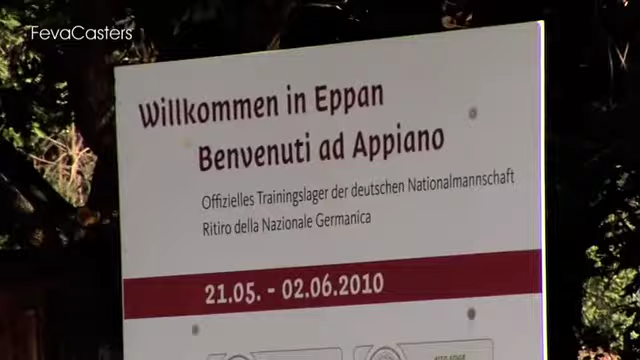 FevaCasters
Willkommen in Eppan
Benvenuti ad Appiano
Offizielles Trainingslager der deutschen Nationalmannschaft
Ritiro della Nazionale Germanica
21.05. - 02.06.2010